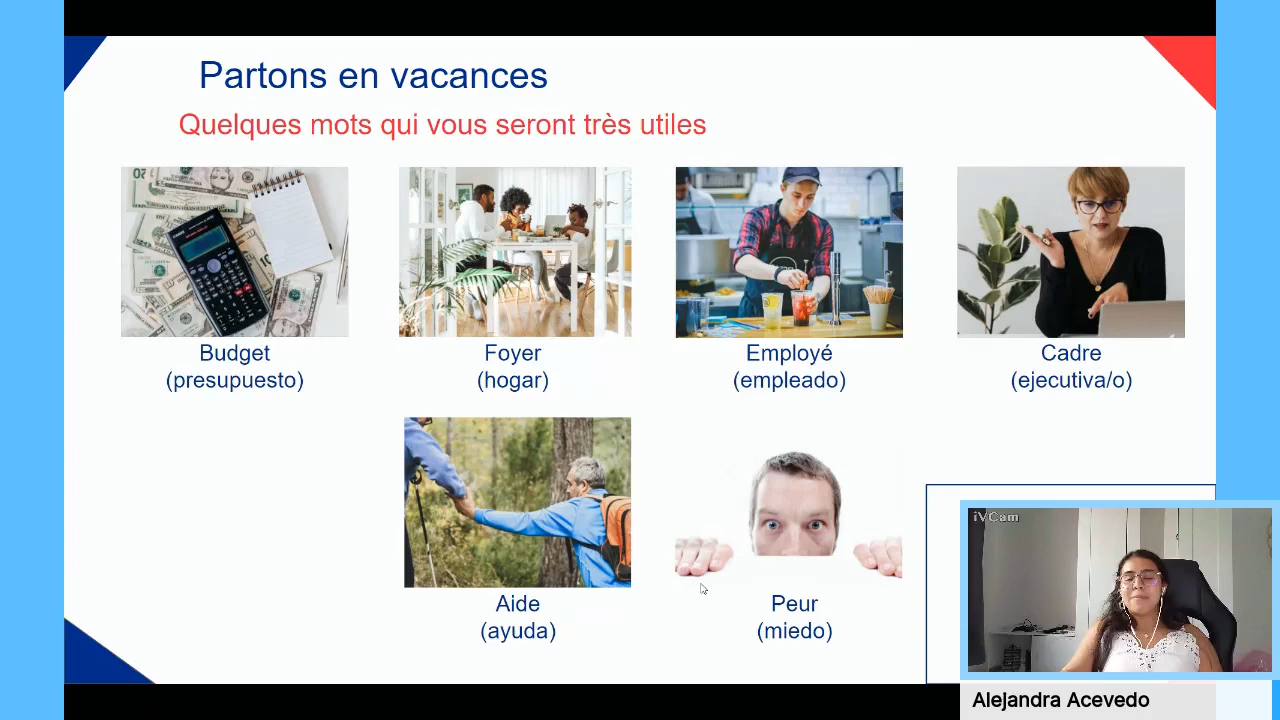 Partons en vacances
Quelques mots qui vous seront très utiles
Budget
(presupuesto)
Foyer
(hogar)
Employé
(empleado)
Cadre
(ejecutiva/o)
Aide
(ayuda)
Peur
(miedo)
iVCam
Alejandra Acevedo